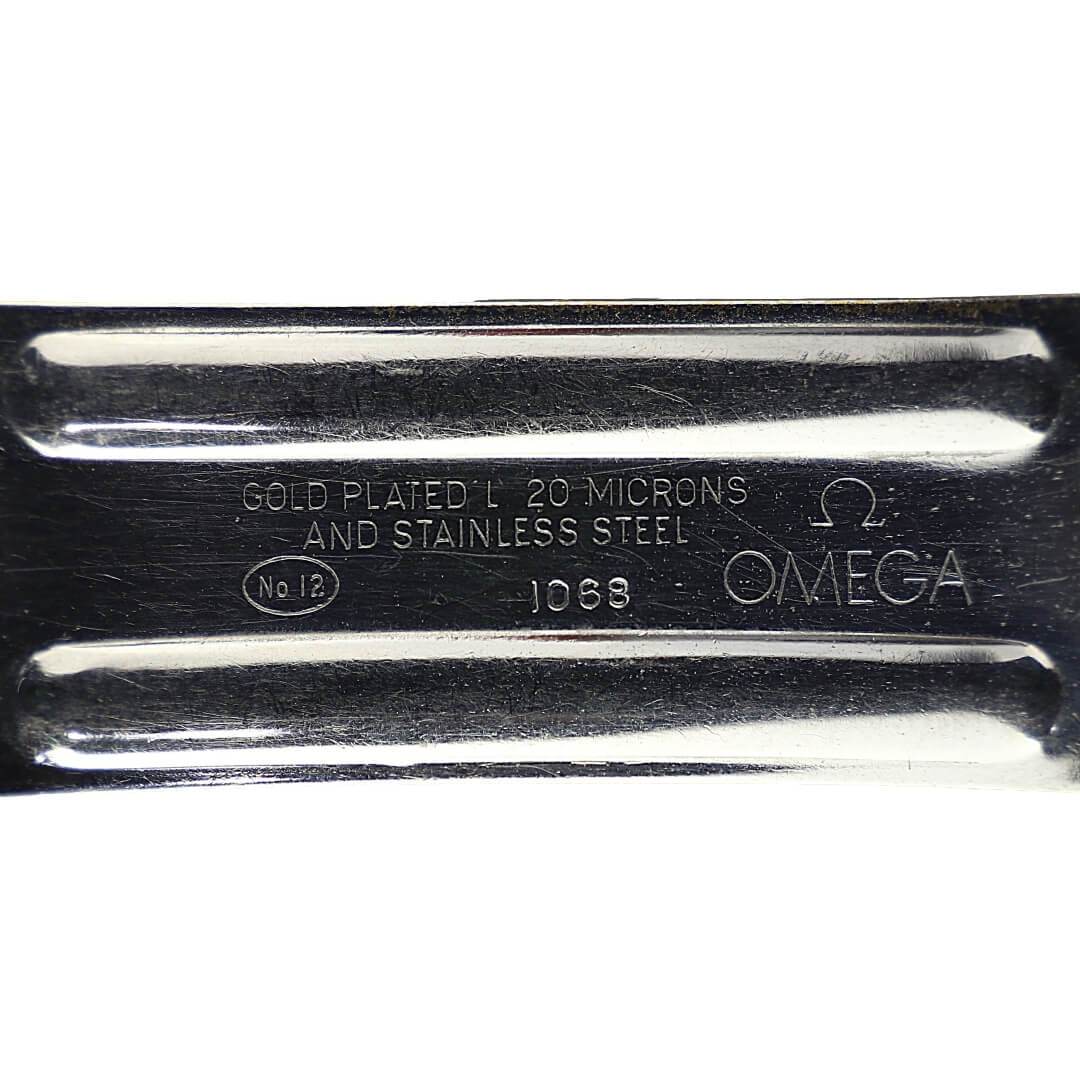 GOLD PLATED L 20 MICRONS
AND STAINLESS STEEL
No 12
1068
Ω
OMEGA